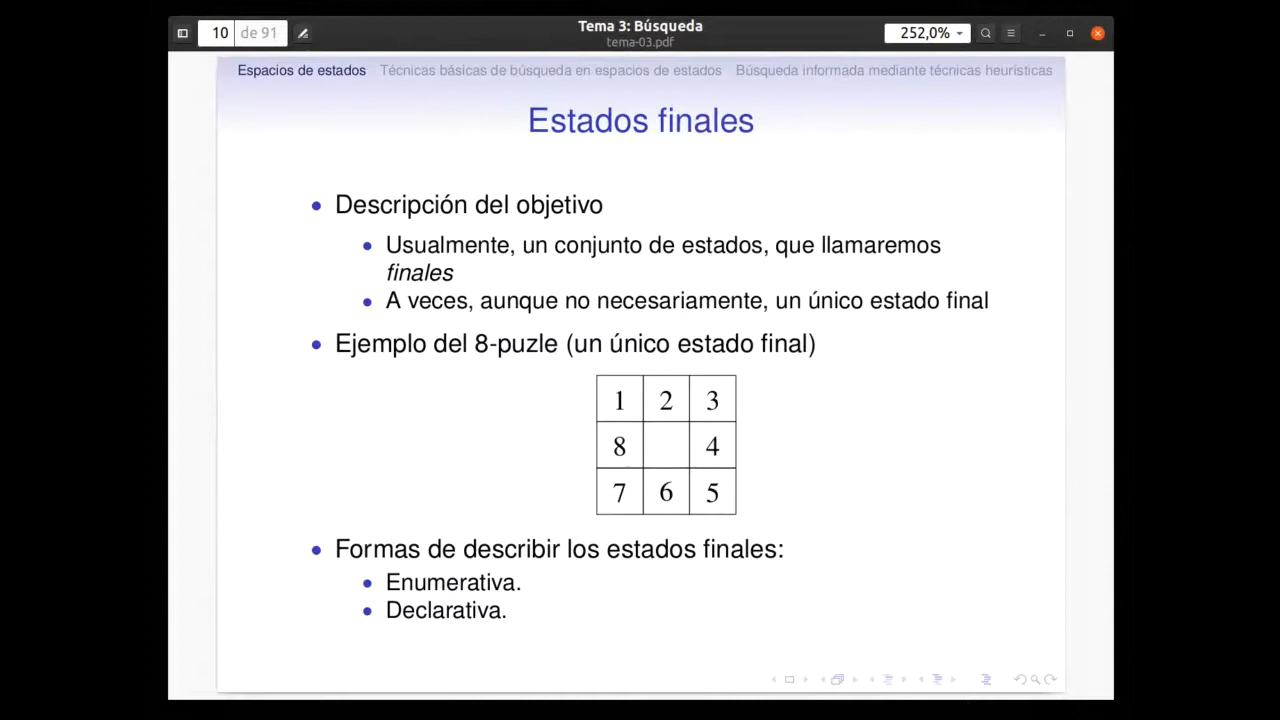 10 de 91
Tema 3: Búsqueda
tema-03.pdf
252,0%
Espacios de estados Técnicas básicas de búsqueda en espacios de estados Búsqueda informada mediante técnicas heurísticas
Estados finales
Descripción del objetivo
Usualmente, un conjunto de estados, que llamaremos
finales
A veces, aunque no necesariamente, un único estado final
Ejemplo del 8-puzle (un único estado final)
1 2 3
8 4
7 6 5
Formas de describir los estados finales:
Enumerativa.
Declarativa.